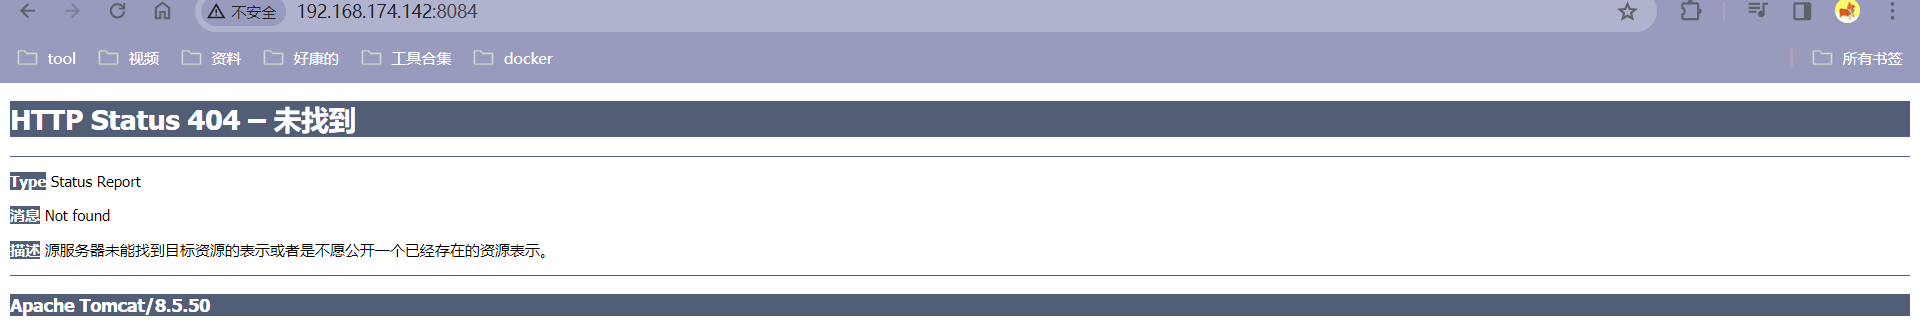 不安全 192.168.174.142:8084
tool 视频 资料 好康的 工具合集 docker 所有书签
HTTP Status 404 – 未找到
Type Status Report
消息 Not found
描述 源服务器未能找到目标资源的表示或者是不愿公开一个已经存在的资源表示。
Apache Tomcat/8.5.50